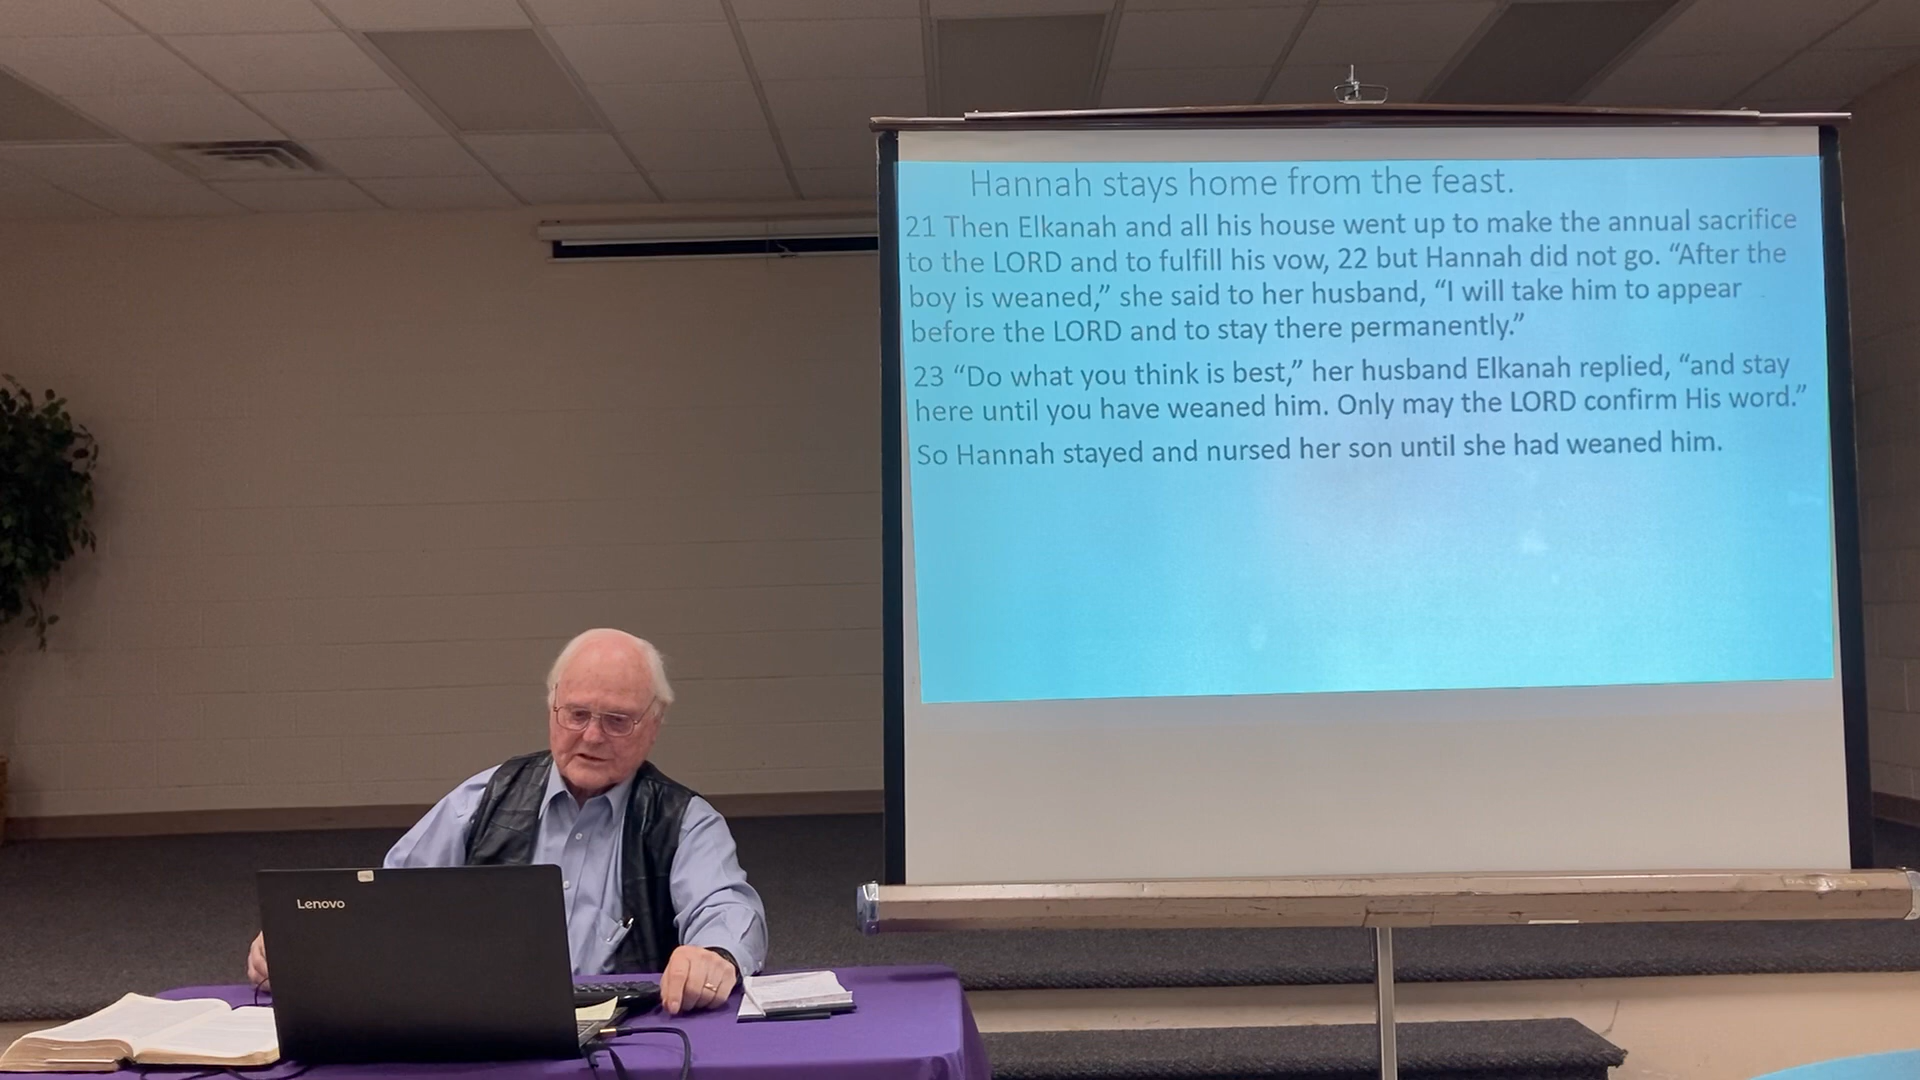 Hannah stays home from the feast.
21 Then Elkanah and all his house went up to make the annual sacrifice
to the LORD and to fulfill his vow, 22 but Hannah did not go. “After the
boy is weaned,” she said to her husband, “I will take him to appear
before the LORD and to stay there permanently.”
23 “Do what you think is best,” her husband Elkanah replied, “and stay
here until you have weaned him. Only may the LORD confirm His word.”
So Hannah stayed and nursed her son until she had weaned him.
Lenovo